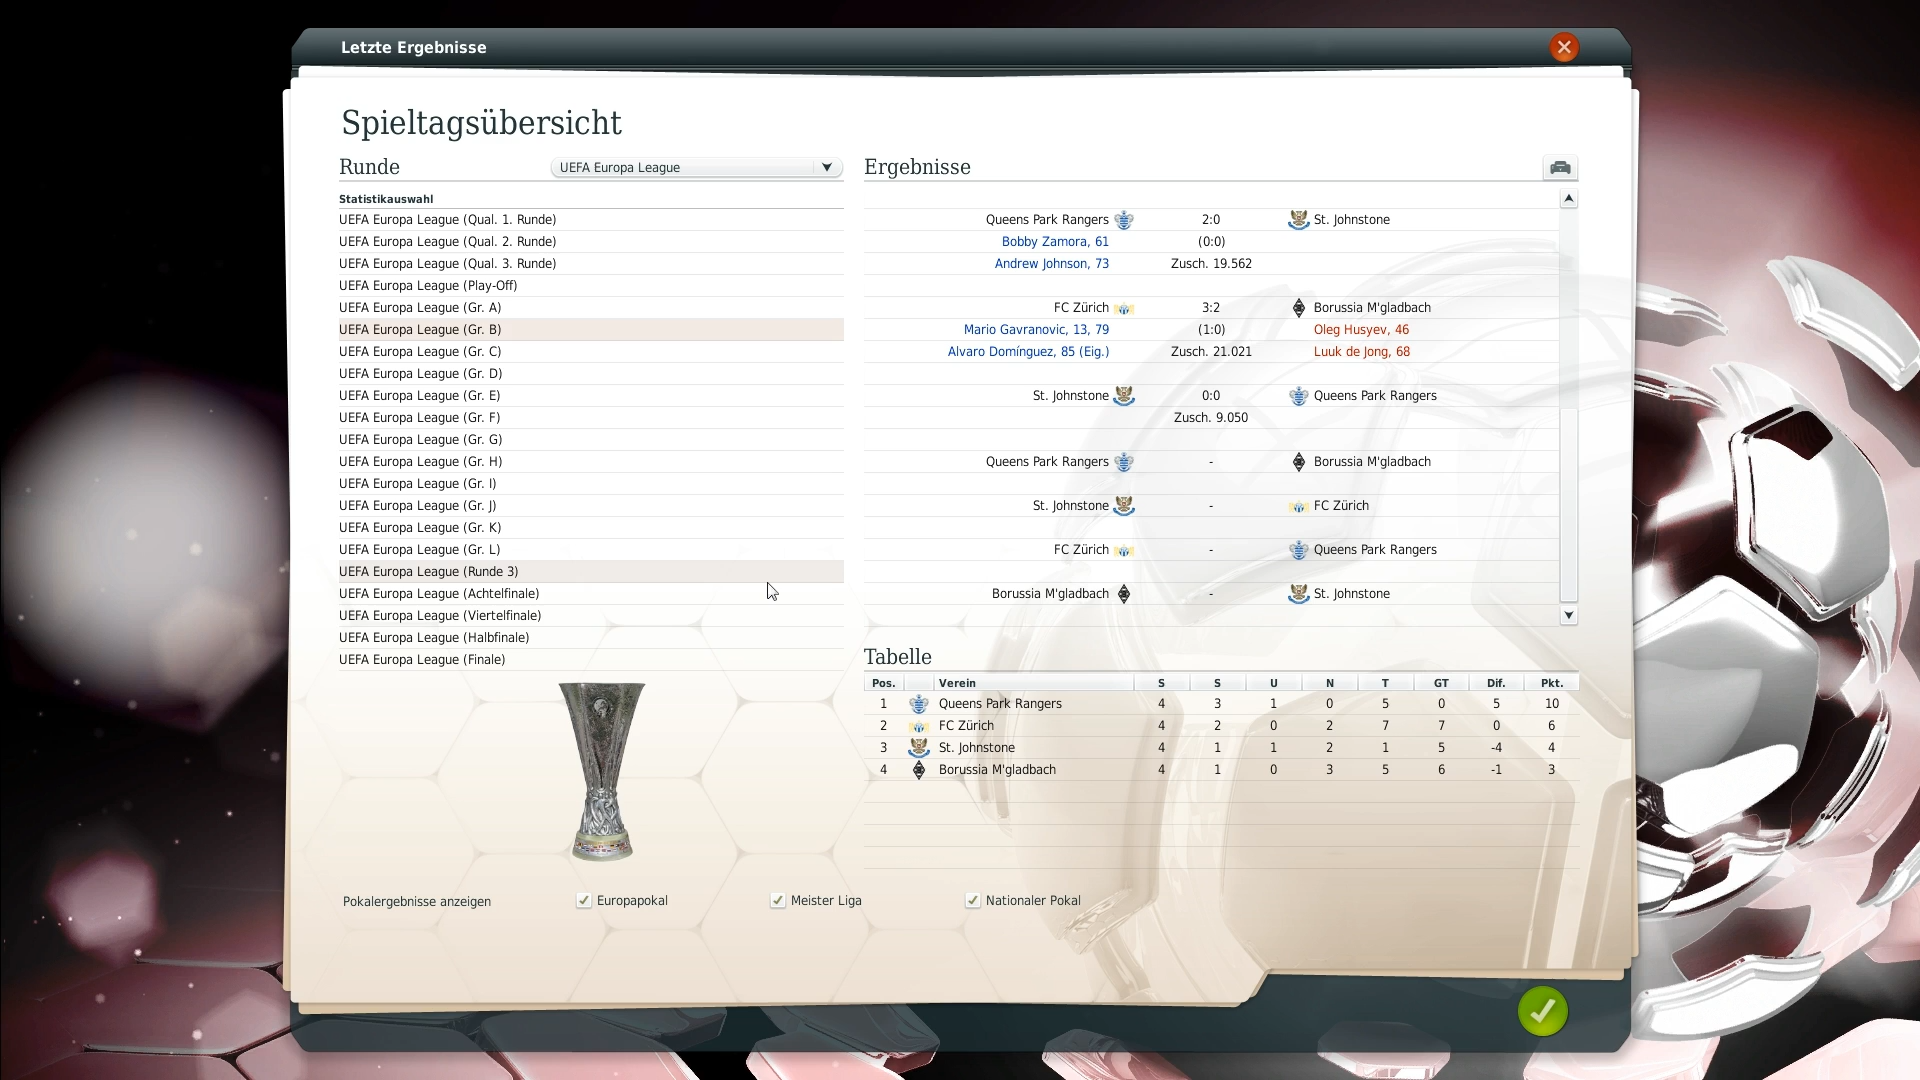 Letzte Ergebnisse
Spieltagsübersicht
Runde
UEFA Europa League
Statistikauswahl
UEFA Europa League (Qual. 1. Runde)
UEFA Europa League (Qual. 2. Runde)
UEFA Europa League (Qual. 3. Runde)
UEFA Europa League (Play-Off)
UEFA Europa League (Gr. A)
UEFA Europa League (Gr. B)
UEFA Europa League (Gr. C)
UEFA Europa League (Gr. D)
UEFA Europa League (Gr. E)
UEFA Europa League (Gr. F)
UEFA Europa League (Gr. G)
UEFA Europa League (Gr. H)
UEFA Europa League (Gr. I)
UEFA Europa League (Gr. J)
UEFA Europa League (Gr. K)
UEFA Europa League (Gr. L)
UEFA Europa League (Runde 3)
UEFA Europa League (Achtelfinale)
UEFA Europa League (Viertelfinale)
UEFA Europa League (Halbfinale)
UEFA Europa League (Finale)
Ergebnisse
Queens Park Rangers 2:0 St. Johnstone
Bobby Zamora, 61 (0:0)
Andrew Johnson, 73 Zusch. 19.562
FC Zürich 3:2 Borussia M'gladbach
Mario Gavranovic, 13, 79 (1:0) Oleg Husyev, 46
Alvaro Domínguez, 85 (Eig.) Zusch. 21.021 Luuk de Jong, 68
St. Johnstone 0:0 Queens Park Rangers
Zusch. 9.050
Queens Park Rangers - Borussia M'gladbach
St. Johnstone - FC Zürich
FC Zürich - Queens Park Rangers
Borussia M'gladbach - St. Johnstone
Tabelle
Pos. Verein S S U N T GT Dif. Pkt.
1 Queens Park Rangers 4 3 1 0 5 0 5 10
2 FC Zürich 4 2 0 2 7 7 0 6
3 St. Johnstone 4 1 1 2 1 5 -4 4
4 Borussia M'gladbach 4 1 0 3 5 6 -1 3
Pokalergebnisse anzeigen Europapokal Meister Liga Nationaler Pokal